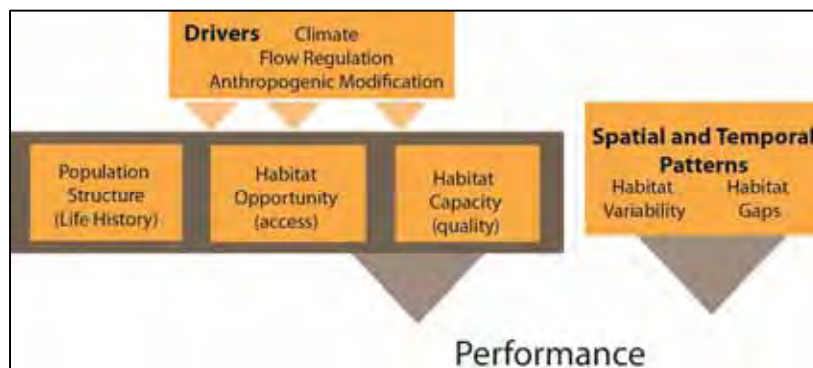 Drivers Climate
Flow Regulation
Anthropogenic Modification
Population
Structure
(Life History)
Habitat
Opportunity
(access)
Habitat
Capacity
(quality)
Spatial and Temporal
Patterns
Habitat
Variability
Habitat
Gaps
Performance